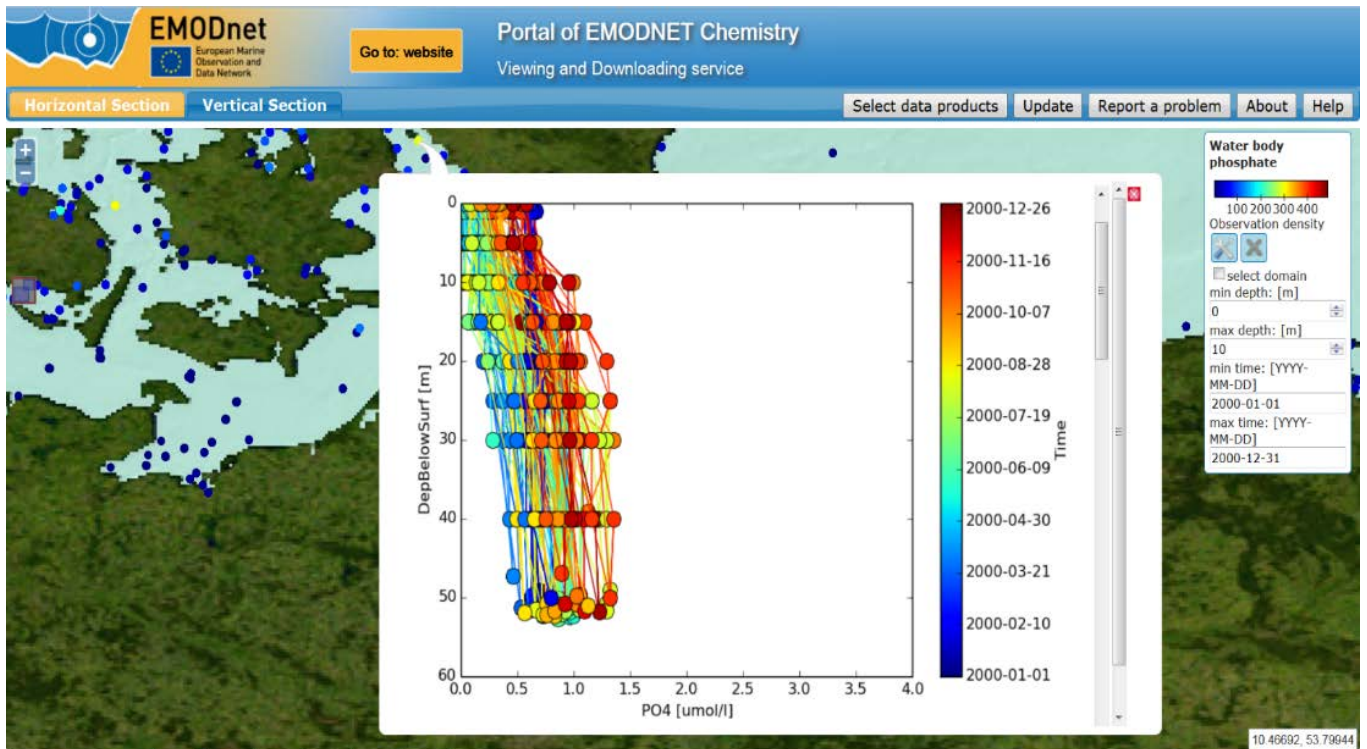 EMODnet
European Marine
Observation and
Data Network
Go to: website
Portal of EMODNET Chemistry
Viewing and Downloading service
Horizontal Section
Vertical Section
Select data products
Update
Report a problem
About
Help
+
−
Water body
phosphate
100 200 300 400
Observation density
select domain
min depth: [m]
0
max depth: [m]
10
min time: [YYYY-
MM-DD]
2000-01-01
max time: [YYYY-
MM-DD]
2000-12-31
DepBelowSurf [m]
0
10
20
30
40
50
60
0.0 0.5 1.0 1.5 2.0 2.5 3.0 3.5 4.0
PO4 [umol/l]
2000-12-26
2000-11-16
2000-10-07
2000-08-28
2000-07-19
2000-06-09
2000-04-30
2000-03-21
2000-02-10
2000-01-01
Time
10.46692, 53.79944